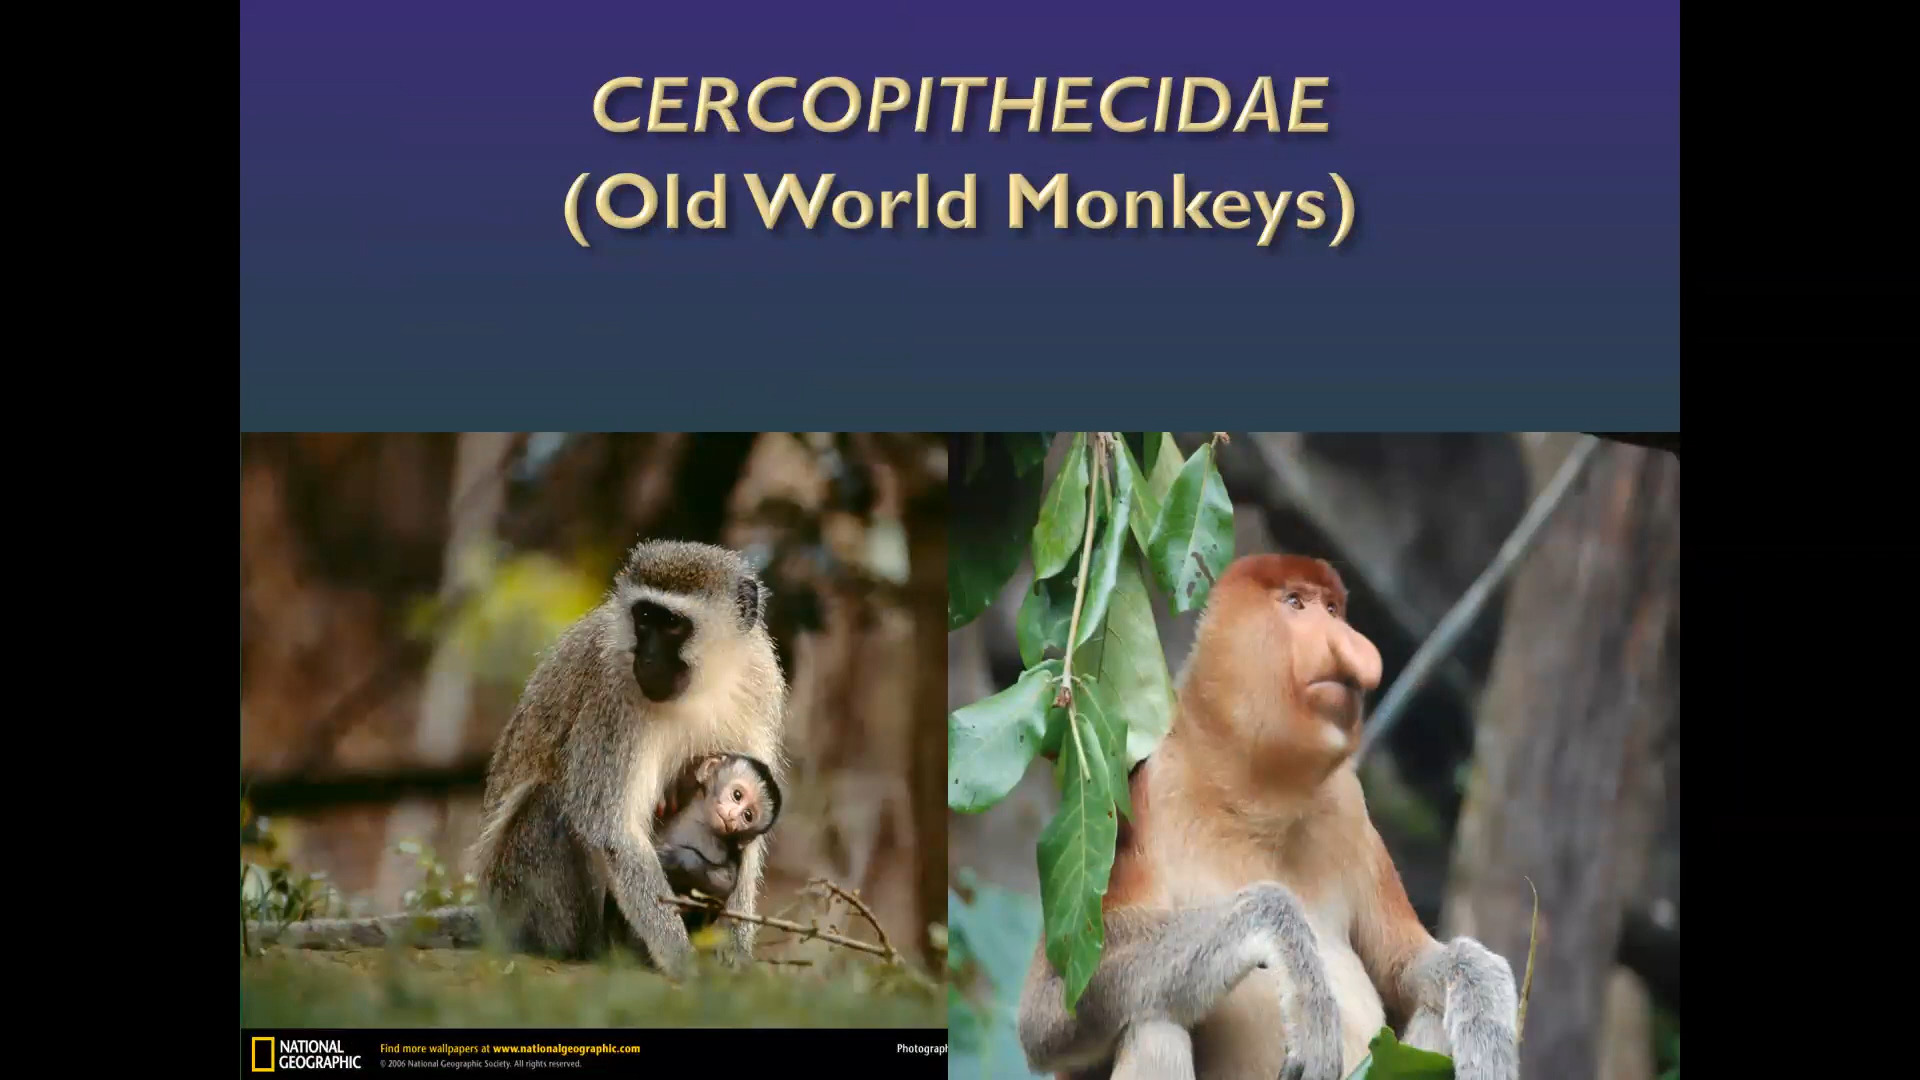 CERCOPITHECIDAE
(Old World Monkeys)
NATIONAL
GEOGRAPHIC
Find more wallpapers at www.nationalgeographic.com
© 2006 National Geographic Society. All rights reserved.
Photograph